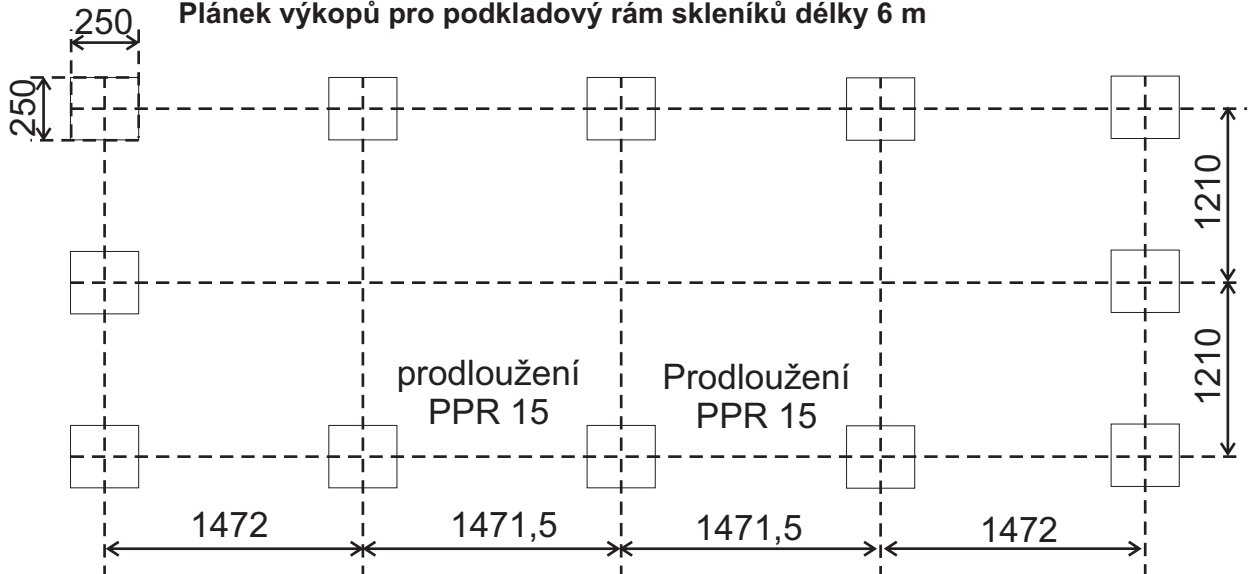 Plánek výkopů pro podkladový rám skleníků délky 6 m
250
250
1210
1210
prodloužení
PPR 15
Prodloužení
PPR 15
1472
1471,5
1471,5
1472